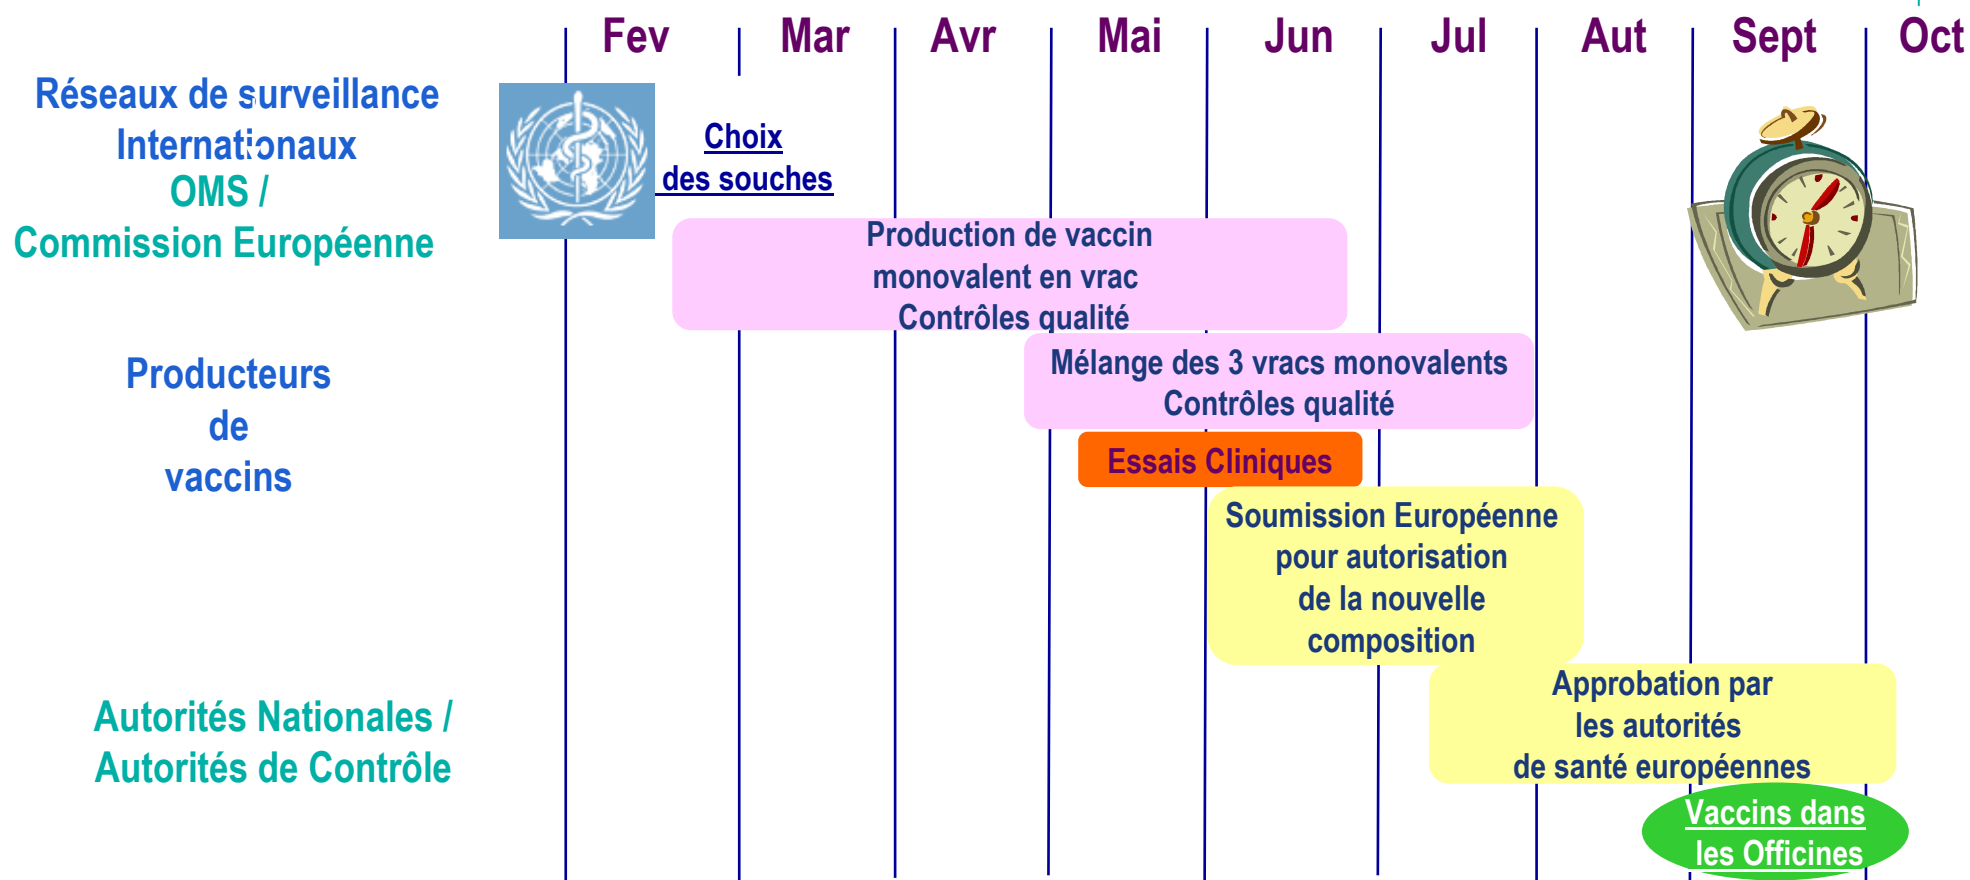 Fev Mar Avr Mai Jun Jul Aut Sept Oct
Réseaux de surveillance
Internationaux
OMS /
Commission Européenne
Choix
des souches
Production de vaccin
monovalent en vrac
Contrôles qualité
Producteurs
de
vaccins
Mélange des 3 vracs monovalents
Contrôles qualité
Essais Cliniques
Soumission Européenne
pour autorisation
de la nouvelle
composition
Autorités Nationales /
Autorités de Contrôle
Approbation par
les autorités
de santé européennes
Vaccins dans
les Officines